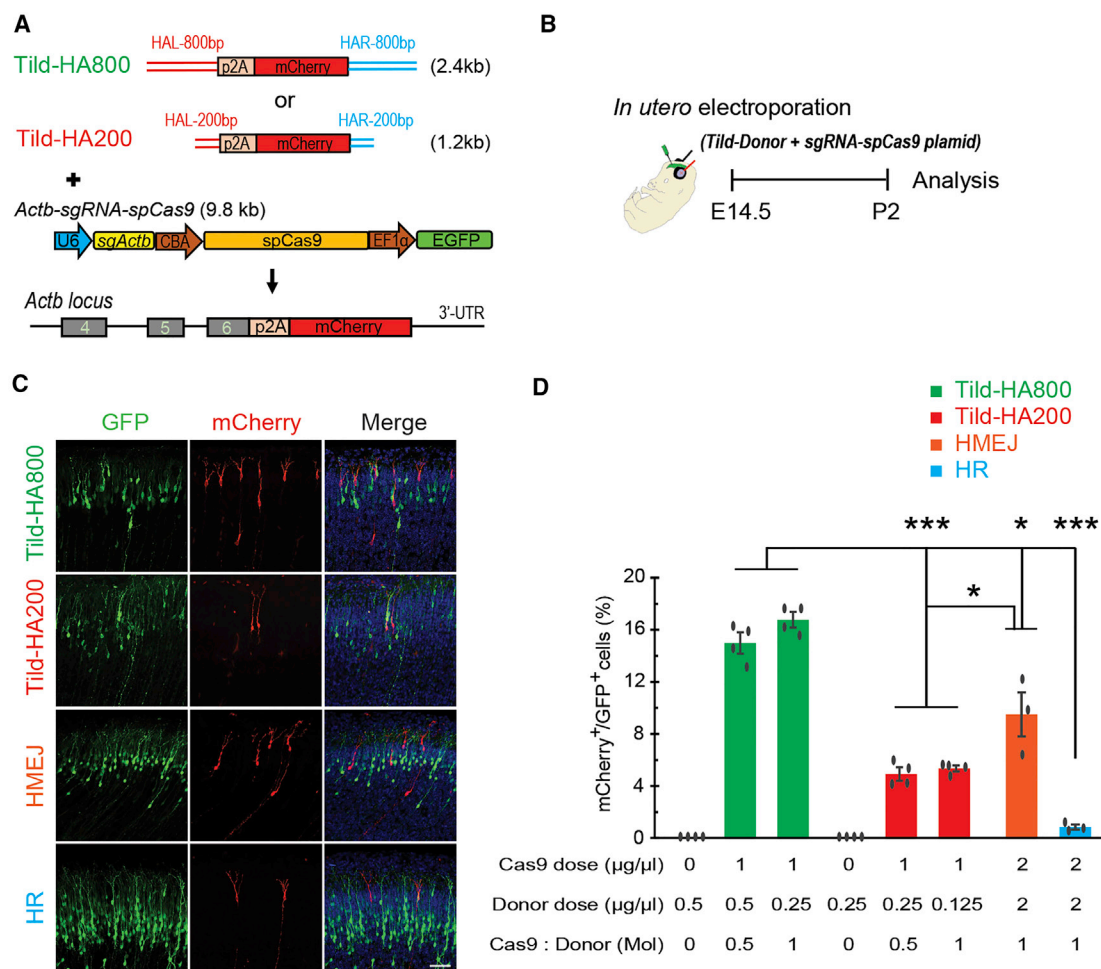 A
HAL-800bp HAR-800bp
Tild-HA800 p2A mCherry (2.4kb)
or
HAL-200bp HAR-200bp
Tild-HA200 p2A mCherry (1.2kb)
+
Actb-sgRNA-spCas9 (9.8 kb)
U6 sgActb CBA spCas9 EF1α EGFP
Actb locus 3'-UTR
4 5 6 p2A mCherry
B
In utero electroporation
(Tild-Donor + sgRNA-spCas9 plamid)
E14.5 P2 Analysis
C
GFP mCherry Merge
Tild-HA800
Tild-HA200
HMEJ
HR
D
Tild-HA800
Tild-HA200
HMEJ
HR
*** * ***
*
mCherry+/GFP+ cells (%)
20
16
12
8
4
0
Cas9 dose (µg/µl) 0 1 1 0 1 1 2 2
Donor dose (µg/µl) 0.5 0.5 0.25 0.25 0.25 0.125 2 2
Cas9 : Donor (Mol) 0 0.5 1 0 0.5 1 1 1